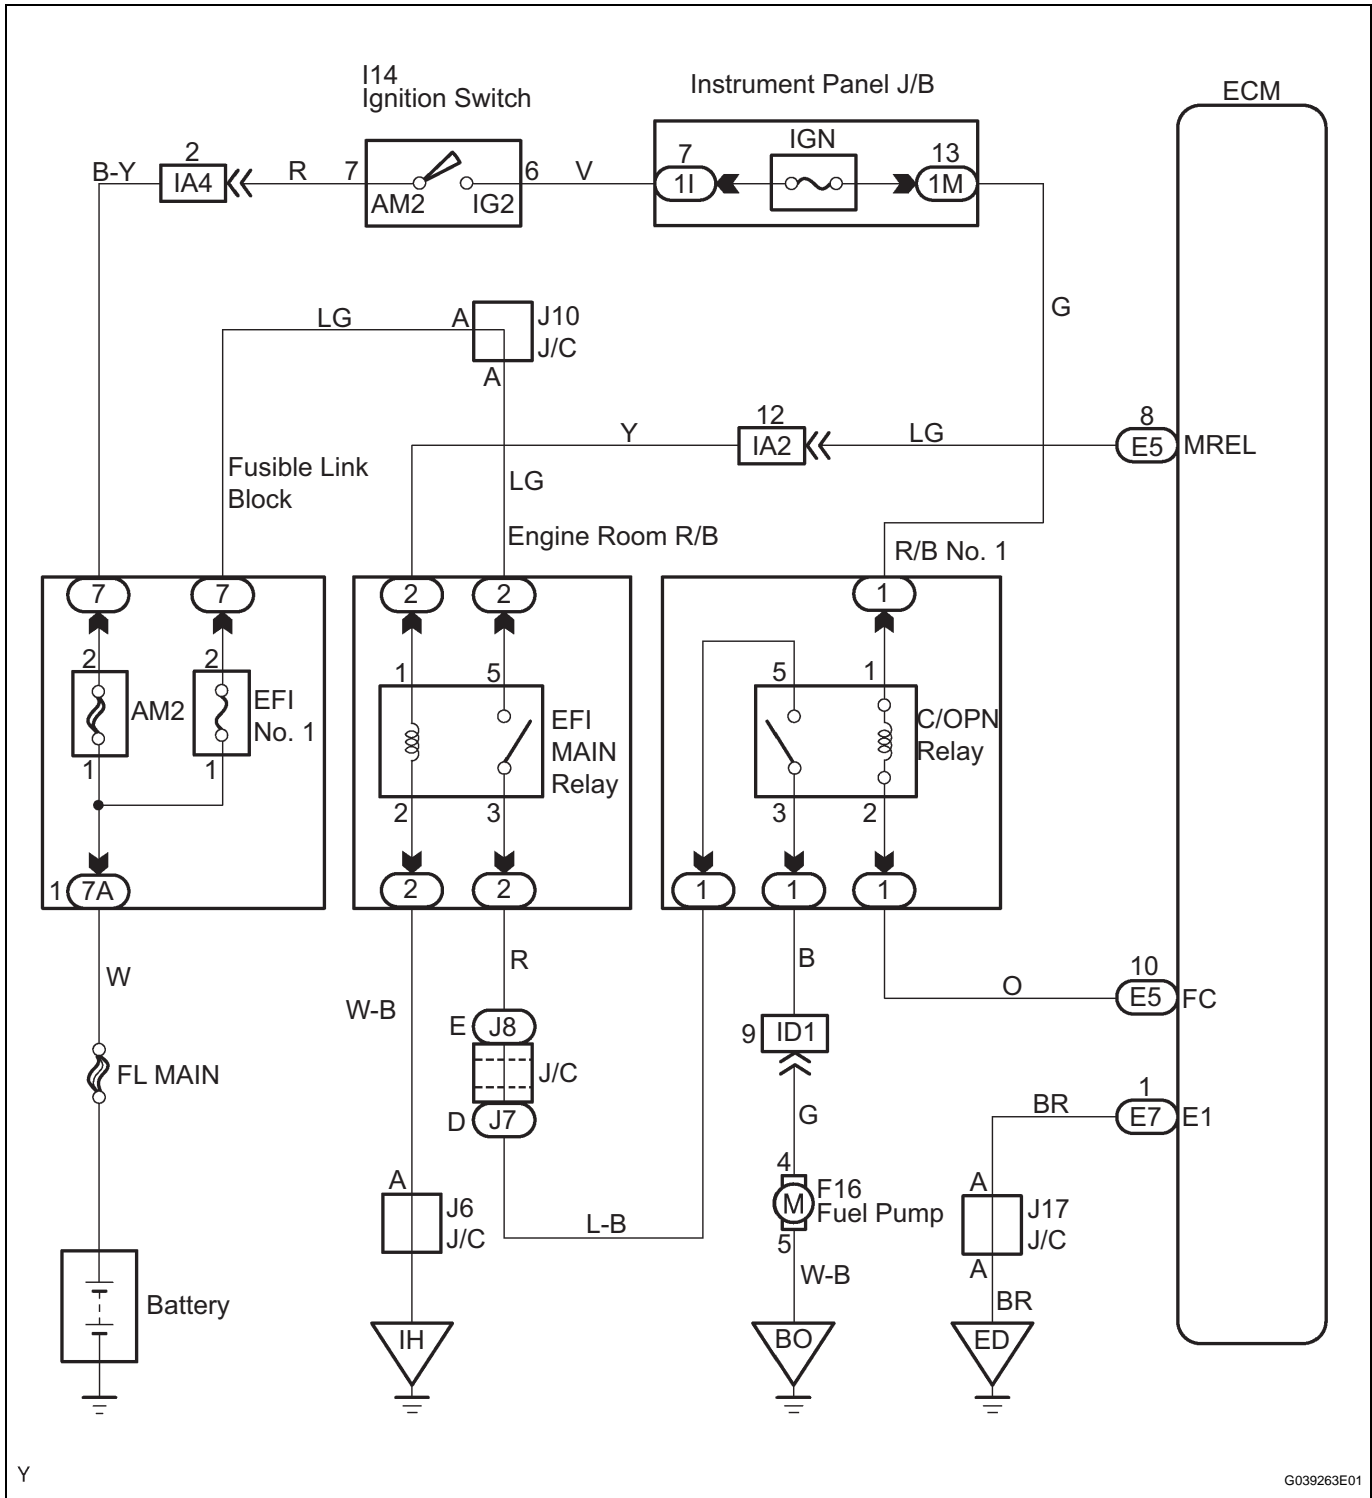 I14
Ignition Switch
Instrument Panel J/B
ECM
B-Y
2
IA4
R
7
AM2
IG2
6
V
7
1I
IGN
13
1M
G
LG
A
J10
J/C
A
LG
Y
12
IA2
LG
8
E5
MREL
Fusible Link
Block
Engine Room R/B
R/B No. 1
7
7
2
AM2
1
2
EFI
No. 1
1
1
7A
2
2
1
5
EFI
MAIN
Relay
2
3
2
2
1
5
1
C/OPN
Relay
3
2
1
1
1
W
FL MAIN
Battery
W-B
A
J6
J/C
IH
R
E
J8
J/C
D
J7
L-B
B
9
ID1
G
4
M
F16
Fuel Pump
5
W-B
BO
O
10
E5
FC
1
E7
E1
BR
A
J17
J/C
A
BR
ED
Y
G039263E01